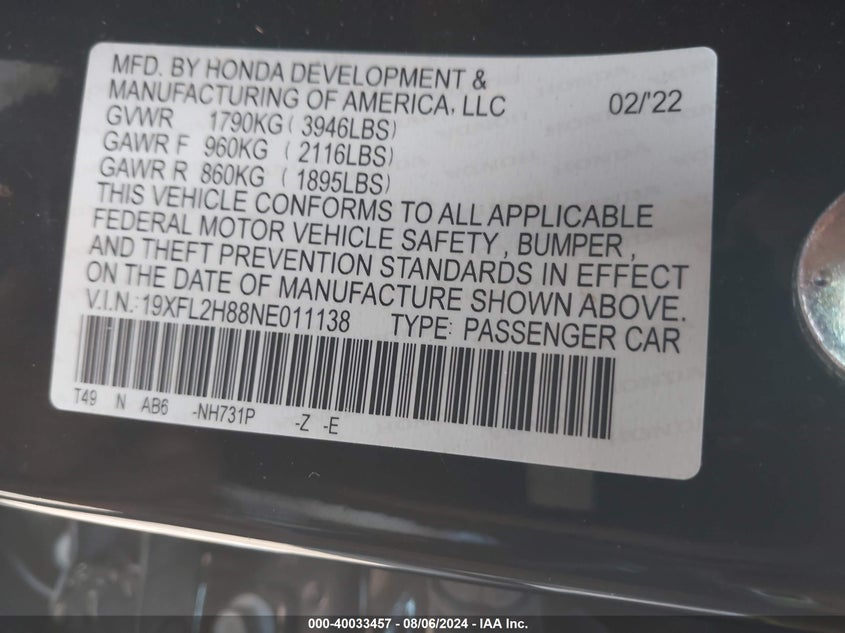 MFD. BY HONDA DEVELOPMENT &
MANUFACTURING OF AMERICA, LLC 02/'22
GVWR 1790KG ( 3946LBS)
GAWR F 960KG ( 2116LBS)
GAWR R 860KG ( 1895LBS)
THIS VEHICLE CONFORMS TO ALL APPLICABLE
FEDERAL MOTOR VEHICLE SAFETY, BUMPER,
AND THEFT PREVENTION STANDARDS IN EFFECT
ON THE DATE OF MANUFACTURE SHOWN ABOVE.
V.I.N.: 19XFL2H88NE011138 TYPE: PASSENGER CAR
T49 N AB6 -NH731P -Z -E
000-40033457 - 08/06/2024 - IAA Inc.